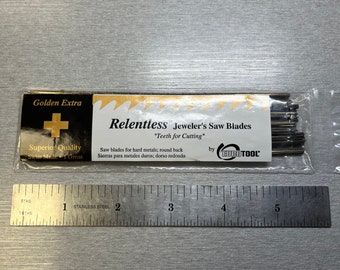 Golden Extra
Superior Quality
Relentless Jeweler's Saw Blades
"Teeth for Cutting"
Saw blades for hard metals; round back
Sierras para metales duros; dorso redondo
by
TOOL
STAINLESS STEEL
1 2 3 4 5